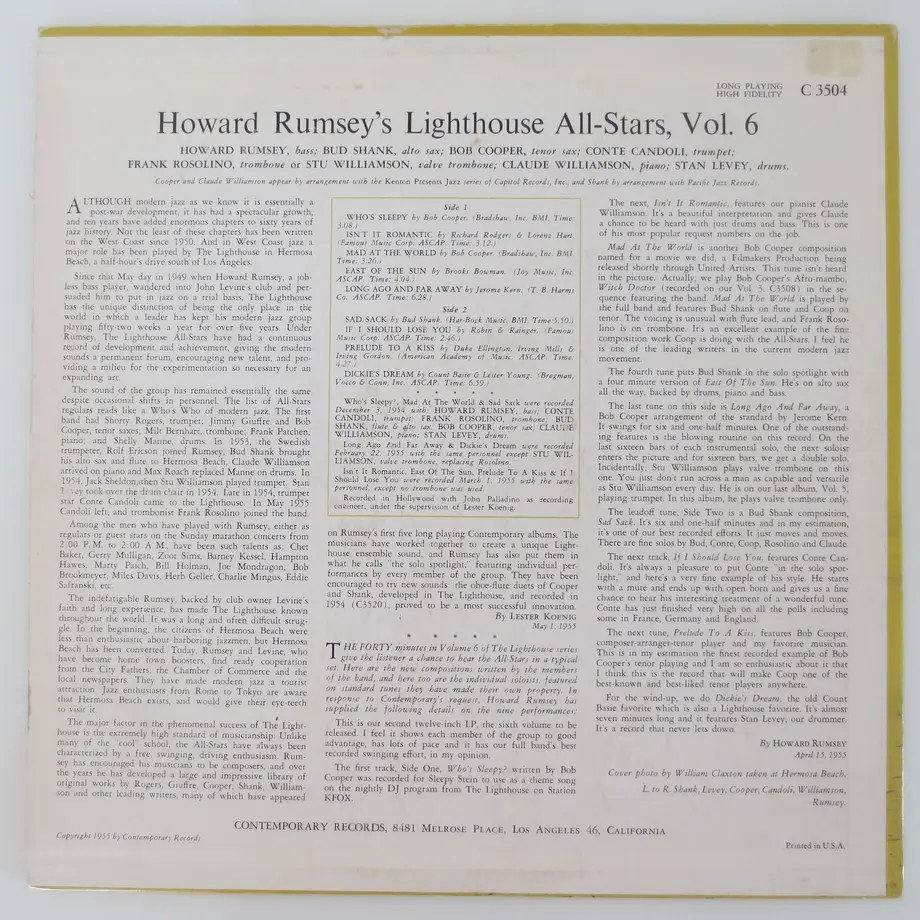 LONG PLAYING
HIGH FIDELITY
C 3504
Howard Rumsey's Lighthouse All-Stars, Vol. 6
HOWARD RUMSEY, bass; BUD SHANK, alto sax; BOB COOPER, tenor sax; CONTE CANDOLI, trumpet;
FRANK ROSOLINO, trombone or STU WILLIAMSON, valve trombone; CLAUDE WILLIAMSON, piano; STAN LEVEY, drums.
Cooper and Claude Williamson appear by arrangement with the Kenton Presents Jazz series of Capitol Records, Inc., and Shank by arrangement with Pacific Jazz Records.
ALTHOUGH modern jazz as we know it is essentially a
post-war development, it has had a spectacular growth,
and ten years have added enormous chapters to sixty years of
jazz history. Not the least of these chapters has been written
on the West Coast since 1950. And in West Coast jazz a
major role has been played by The Lighthouse in Hermosa
Beach, a half-hour's drive south of Los Angeles.
Since that May day in 1949 when Howard Rumsey, a job-
less bass player, wandered into John Levine's club and per-
suaded him to put in jazz on a trial basis, The Lighthouse
has the unique distinction of being the only place in the
world in which a leader has kept his modern jazz group
playing fifty-two weeks a year for over five years. Under
Rumsey, The Lighthouse All-Stars have had a continuous
record of development and achievement, giving the modern
sounds a permanent forum, encouraging new talent, and pro-
viding a milieu for the experimentation so necessary for an
expanding art.
The sound of the group has remained essentially the same
despite occasional shifts in personnel. The list of All-Stars
regulars reads like a Who's Who of modern jazz. The first
band had Shorty Rogers, trumpet, Jimmy Giuffre and Bob
Cooper, tenor saxes, Milt Bernhart, trombone; Frank Patchen,
piano; and Shelly Manne, drums. In 1953, the Swedish
trumpeter, Rolf Ericson joined Rumsey, Bud Shank brought
his alto sax and flute to Hermosa Beach, Claude Williamson
arrived on piano and Max Roach replaced Manne on drums. In
1954, Jack Sheldon, then Stu Williamson played trumpet. Stan
Levey took over the drum chair in 1954. Late in 1954, trumpet
star Conte Candoli came to the Lighthouse. In May 1955
Candoli left, and trombonist Frank Rosolino joined the band.
Among the men who have played with Rumsey, either as
regulars or guest stars on the Sunday marathon concerts from
2:00 P.M. to 2:00 A.M., have been such talents as: Chet
Baker, Gerry Mulligan, Zoot Sims, Barney Kessel, Hampton
Hawes, Marty Paich, Bill Holman, Joe Mondragon, Bob
Brookmeyer, Miles Davis, Herb Geller, Charlie Mingus, Eddie
Safranski, etc.
The indefatigable Rumsey, backed by club owner Levine's
faith and long experience, has made The Lighthouse known
throughout the world. It was a long and often difficult strug-
gle. In the beginning, the citizens of Hermosa Beach were
less than enthusiastic about harboring jazzmen, but Hermosa
Beach has been converted. Today, Rumsey and Levine, who
have become home town boosters, find ready cooperation
from the City Fathers, the Chamber of Commerce and the
local newspapers. They have made modern jazz a tourist
attraction. Jazz enthusiasts from Rome to Tokyo are aware
that Hermosa Beach exists, and would give their eye-teeth
to visit it.
The major factor in the phenomenal success of The Light-
house is the extremely high standard of musicianship. Unlike
many of the 'cool' school, the All-Stars have always been
characterized by a free, swinging, driving enthusiasm. Rum-
sey has encouraged his musicians to be composers, and over
the years he has developed a large and impressive library of
original works by Rogers, Giuffre, Cooper, Shank, William-
son and other leading writers, many of which have appeared
Side 1
WHO'S SLEEPY by Bob Cooper. (Bradshaw, Inc. BMI. Time:
3:08.)
ISN'T IT ROMANTIC by Richard Rodgers & Lorenz Hart.
(Famous Music Corp. ASCAP. Time: 3.12.)
MAD AT THE WORLD by Bob Cooper. (Bradshaw, Inc. BMI.
Time: 5.26.)
EAST OF THE SUN by Brooks Bowman. (Joy Music, Inc.
ASCAP. Time: 4.04.)
LONG AGO AND FAR AWAY by Jerome Kern. (T. B. Harms
Co. ASCAP. Time: 6.28.)
Side 2
SAD SACK by Bud Shank. (Har-Bock Music BMI. Time: 5.50.)
IF I SHOULD LOSE YOU by Robin & Rainger. (Famous
Music Corp. ASCAP. Time: 2.46.)
PRELUDE TO A KISS by Duke Ellington, Irving Mills &
Irving Gordon. (American Academy of Music. ASCAP. Time:
4.27.)
DICKIE'S DREAM by Count Basie & Lester Young. (Bregman,
Vocco & Conn, Inc. ASCAP. Time: 6.59.)
* * * * *
Who's Sleepy?, Mad At The World & Sad Sack were recorded
December 3, 1954 with: HOWARD RUMSEY, bass; CONTE
CANDOLI, trumpet; FRANK ROSOLINO, trombone; BUD
SHANK, flute & alto sax; BOB COOPER, tenor sax; CLAUDE
WILLIAMSON, piano; STAN LEVEY, drums.
Long Ago And Far Away & Dickie's Dream were recorded
February 22, 1955 with the same personnel except STU WIL-
LIAMSON, valve trombone, replacing Rosolino.
Isn't It Romantic, East Of The Sun, Prelude To A Kiss & If I
Should Lose You were recorded March 1, 1955 with the same
personnel, except no trombone was used.
Recorded in Hollywood with John Palladino as recording
engineer, under the supervision of Lester Koenig.
on Rumsey's first five long playing Contemporary albums. The
musicians have worked together to create a unique Light-
house ensemble sound, and Rumsey has also put them in
what he calls "the solo spotlight," featuring individual per-
formances by every member of the group. They have been
encouraged to try new sounds: the oboe-flute duets of Cooper
and Shank, developed in The Lighthouse, and recorded in
1954 (C3520), proved to be a most successful innovation.
By LESTER KOENIG
May 1, 1955
* * * * *
THE FORTY minutes in Volume 6 of The Lighthouse series
give the listener a chance to hear the All-Stars in a typical
set. Here are the new compositions written by the members
of the band, and here too are the individual soloists, featured
on standard tunes they have made their own property. In
response to Contemporary's request, Howard Rumsey has
supplied the following details on the nine performances:
This is our second twelve-inch LP, the sixth volume to be
released. I feel it shows each member of the group to good
advantage, has lots of pace and it has our full band's best
recorded swinging effort, in my opinion.
The first track, Side One, Who's Sleepy? written by Bob
Cooper was recorded for Sleepy Stein to use as a theme song
on the nightly DJ program from The Lighthouse on Station
KFOX.
The next, Isn't It Romantic, features our pianist Claude
Williamson. It's a beautiful interpretation and gives Claude
a chance to be heard with just drums and bass. This is one
of his most popular request numbers on the job.
Mad At The World is another Bob Cooper composition
named for a movie we did, a Filmakers Production being
released shortly through United Artists. This tune isn't heard
in the picture. Actually, we play Bob Cooper's Afro-mambo,
Witch Doctor (recorded on our Vol. 3, C3508) in the se-
quence featuring the band. Mad At The World is played by
the full band and features Bud Shank on flute and Coop on
tenor. The voicing is unusual with flute lead, and Frank Roso-
lino is on trombone. It's an excellent example of the fine
composition work Coop is doing with the All-Stars. I feel he
is one of the leading writers in the current modern jazz
movement.
The fourth tune puts Bud Shank in the solo spotlight with
a four minute version of East Of The Sun. He's on alto sax
all the way, backed by drums, piano and bass.
The last tune on this side is Long Ago And Far Away, a
Bob Cooper arrangement of the standard by Jerome Kern.
It swings for six and one-half minutes. One of the outstand-
ing features is the blowing routine on this record. On the
last sixteen bars of each instrumental solo, the next soloist
enters the picture and for sixteen bars, we get a double solo.
Incidentally, Stu Williamson plays valve trombone on this
one. You just don't run across a man as capable and versatile
as Stu Williamson every day. He is on our last album, Vol. 5,
playing trumpet. In this album, he plays valve trombone only.
The leadoff tune, Side Two is a Bud Shank composition,
Sad Sack. It's six and one-half minutes and in my estimation,
it's one of our best recorded efforts. It just moves and moves.
There are fine solos by Bud, Conte, Coop, Rosolino and Claude.
The next track, If I Should Lose You, features Conte Can-
doli. It's always a pleasure to put Conte "in the solo spot-
light," and here's a very fine example of his style. He starts
with a mute and ends up with open horn and gives us a fine
chance to hear his interesting treatment of a wonderful tune.
Conte has just finished very high on all the polls including
some in France, Germany and England.
The next tune, Prelude To A Kiss, features Bob Cooper,
composer-arranger-tenor player and my favorite musician.
This is in my estimation the finest recorded example of Bob
Cooper's tenor playing and I am so enthusiastic about it that
I think this is the record that will make Coop one of the
best-known and best-liked tenor players anywhere.
For the wind-up, we do Dickie's Dream, the old Count
Basie favorite which is also a Lighthouse favorite. It's almost
seven minutes long and it features Stan Levey, our drummer.
It's a record that never lets down.
By HOWARD RUMSEY
April 15, 1955
Cover photo by William Claxton taken at Hermosa Beach.
L. to R. Shank, Levey, Cooper, Candoli, Williamson,
Rumsey.
CONTEMPORARY RECORDS, 8481 MELROSE PLACE, LOS ANGELES 46, CALIFORNIA
Copyright 1955 by Contemporary Records
Printed in U.S.A.